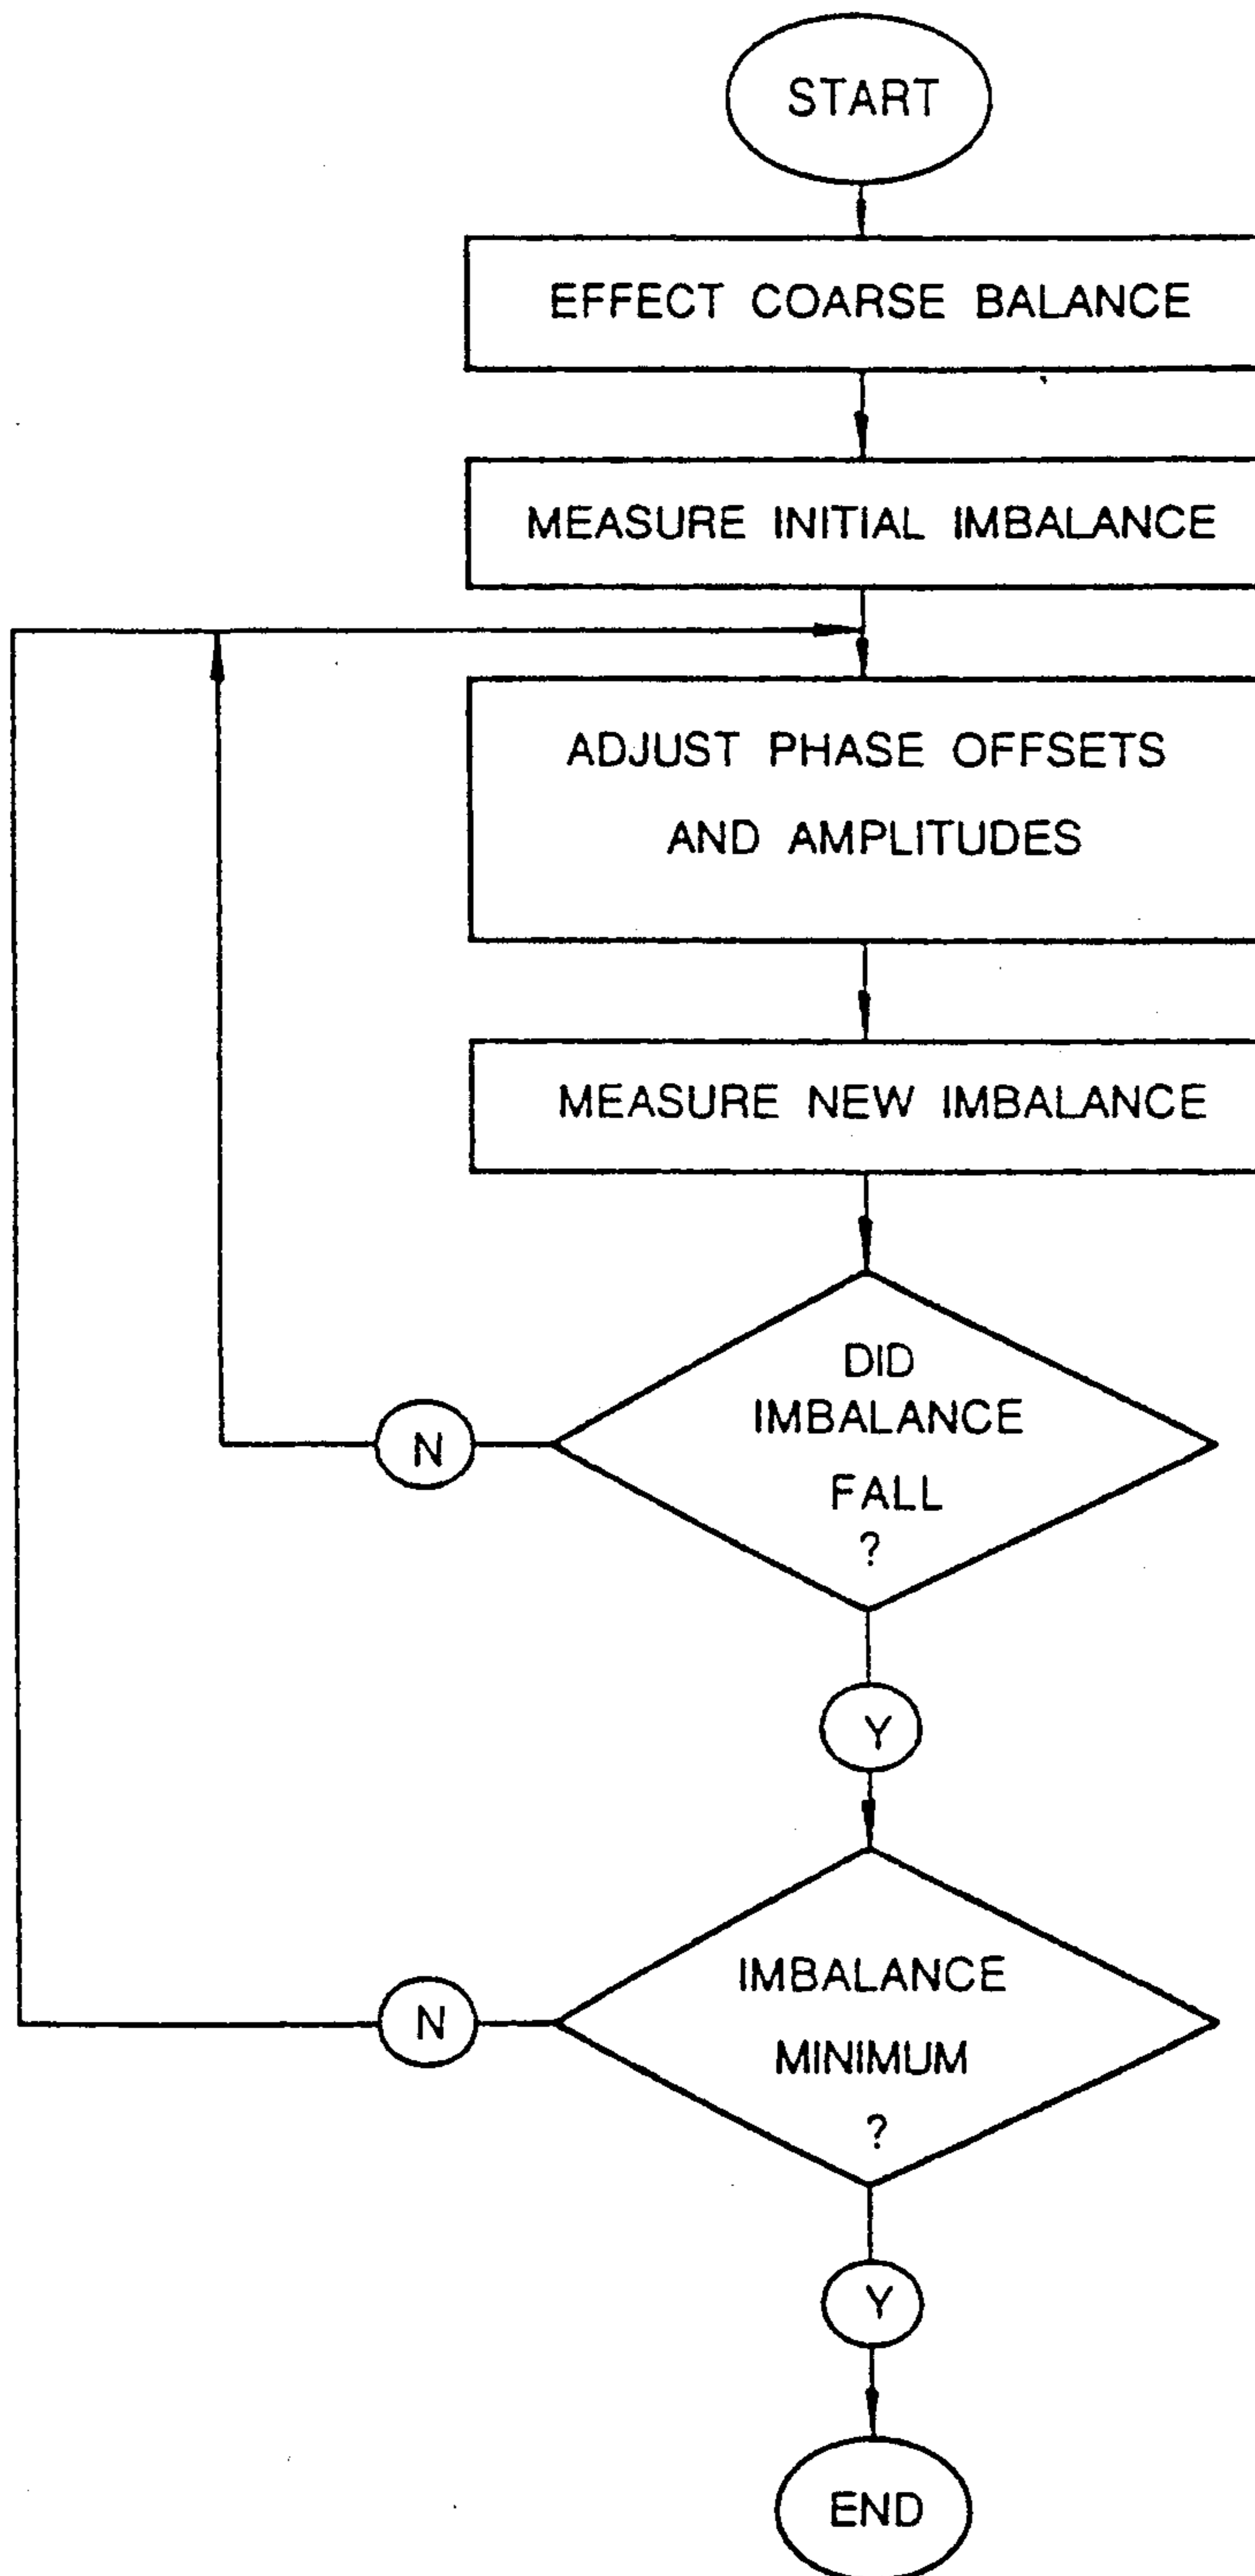 START
EFFECT COARSE BALANCE
MEASURE INITIAL IMBALANCE
ADJUST PHASE OFFSETS
AND AMPLITUDES
MEASURE NEW IMBALANCE
DID
IMBALANCE
FALL
?
N
Y
IMBALANCE
MINIMUM
?
N
Y
END